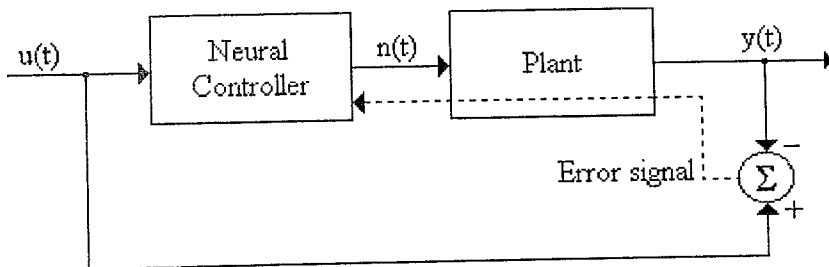 u(t)
Neural
Controller
n(t)
Plant
y(t)
Error signal
−
Σ
+